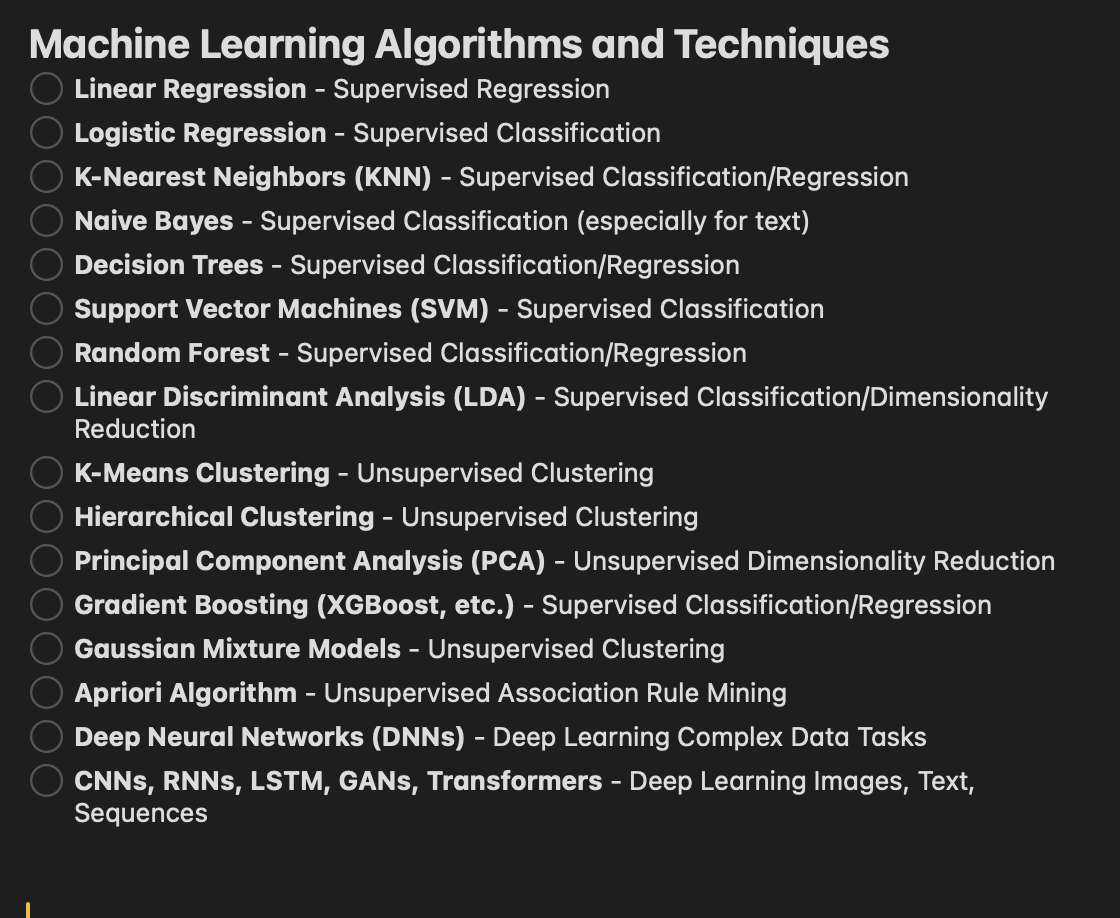 Machine Learning Algorithms and Techniques
Linear Regression - Supervised Regression
Logistic Regression - Supervised Classification
K-Nearest Neighbors (KNN) - Supervised Classification/Regression
Naive Bayes - Supervised Classification (especially for text)
Decision Trees - Supervised Classification/Regression
Support Vector Machines (SVM) - Supervised Classification
Random Forest - Supervised Classification/Regression
Linear Discriminant Analysis (LDA) - Supervised Classification/Dimensionality
Reduction
K-Means Clustering - Unsupervised Clustering
Hierarchical Clustering - Unsupervised Clustering
Principal Component Analysis (PCA) - Unsupervised Dimensionality Reduction
Gradient Boosting (XGBoost, etc.) - Supervised Classification/Regression
Gaussian Mixture Models - Unsupervised Clustering
Apriori Algorithm - Unsupervised Association Rule Mining
Deep Neural Networks (DNNs) - Deep Learning Complex Data Tasks
CNNs, RNNs, LSTM, GANs, Transformers - Deep Learning Images, Text,
Sequences